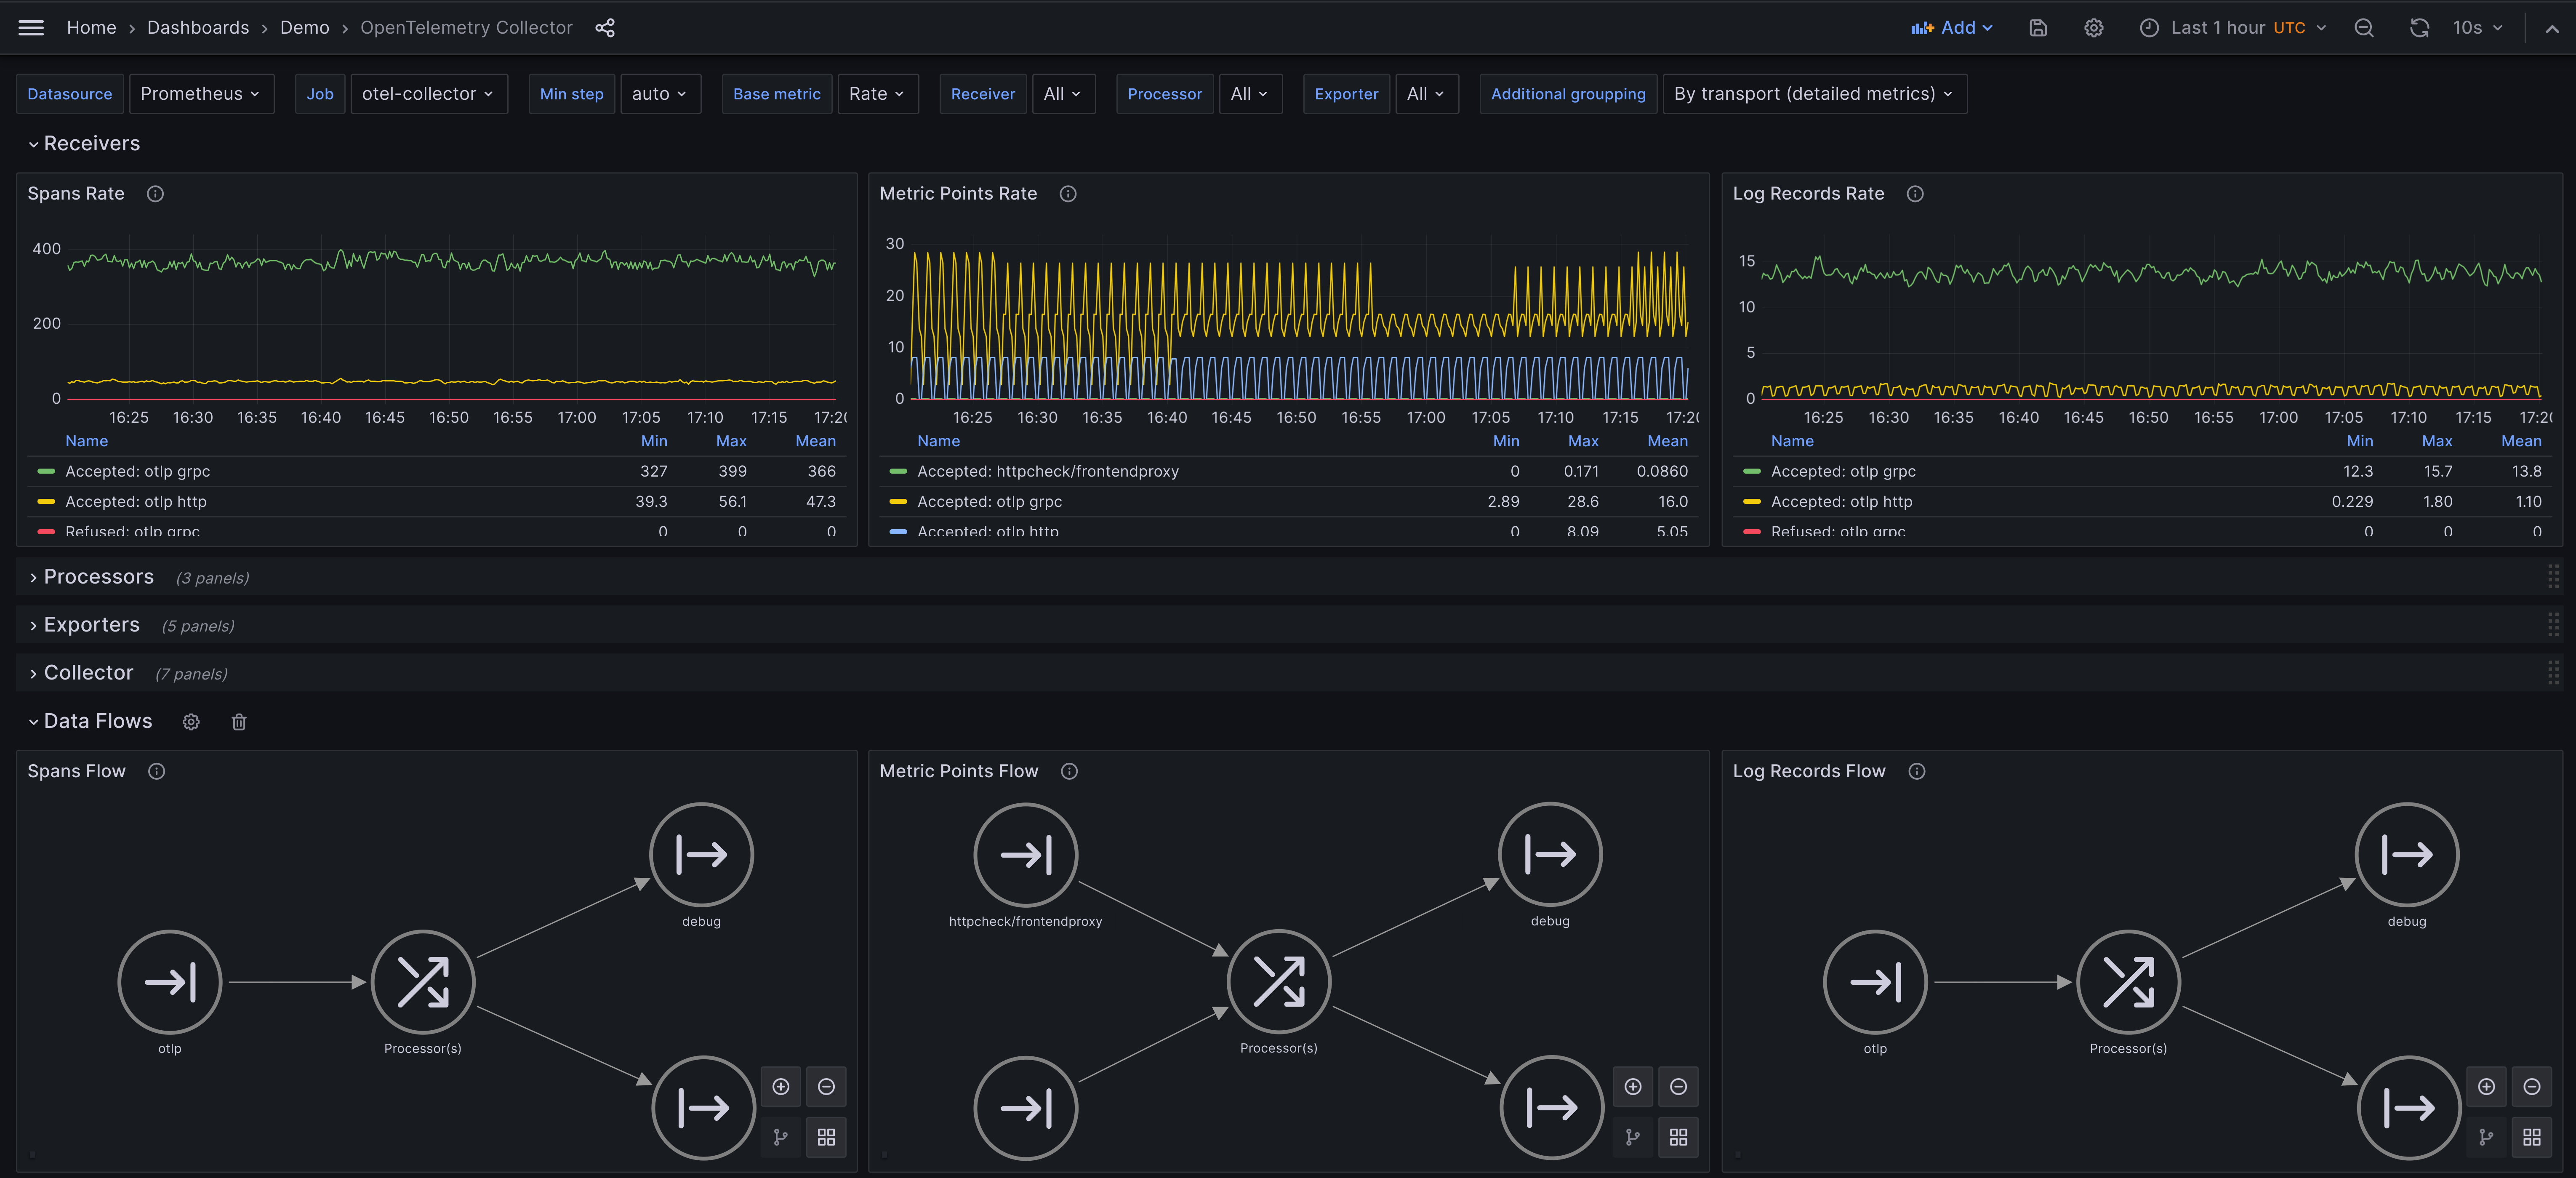 Home › Dashboards › Demo › OpenTelemetry Collector
Add
Last 1 hour UTC
10s
Datasource Prometheus Job otel-collector Min step auto Base metric Rate Receiver All Processor All Exporter All Additional groupping By transport (detailed metrics)
Receivers
Spans Rate
400
200
0
16:25 16:30 16:35 16:40 16:45 16:50 16:55 17:00 17:05 17:10 17:15 17:20
Name Min Max Mean
Accepted: otlp grpc 327 399 366
Accepted: otlp http 39.3 56.1 47.3
Refused: otlp grpc 0 0 0
Metric Points Rate
30
20
10
0
16:25 16:30 16:35 16:40 16:45 16:50 16:55 17:00 17:05 17:10 17:15 17:20
Name Min Max Mean
Accepted: httpcheck/frontendproxy 0 0.171 0.0860
Accepted: otlp grpc 2.89 28.6 16.0
Accepted: otlp http 0 8.09 5.05
Log Records Rate
15
10
5
0
16:25 16:30 16:35 16:40 16:45 16:50 16:55 17:00 17:05 17:10 17:15 17:20
Name Min Max Mean
Accepted: otlp grpc 12.3 15.7 13.8
Accepted: otlp http 0.229 1.80 1.10
Refused: otlp grpc 0 0 0
Processors (3 panels)
Exporters (5 panels)
Collector (7 panels)
Data Flows
Spans Flow
debug
otlp
Processor(s)
Metric Points Flow
httpcheck/frontendproxy
debug
Processor(s)
Log Records Flow
debug
otlp
Processor(s)